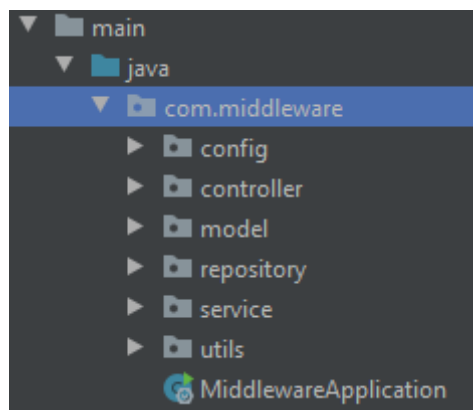 main
java
com.middleware
config
controller
model
repository
service
utils
MiddlewareApplication